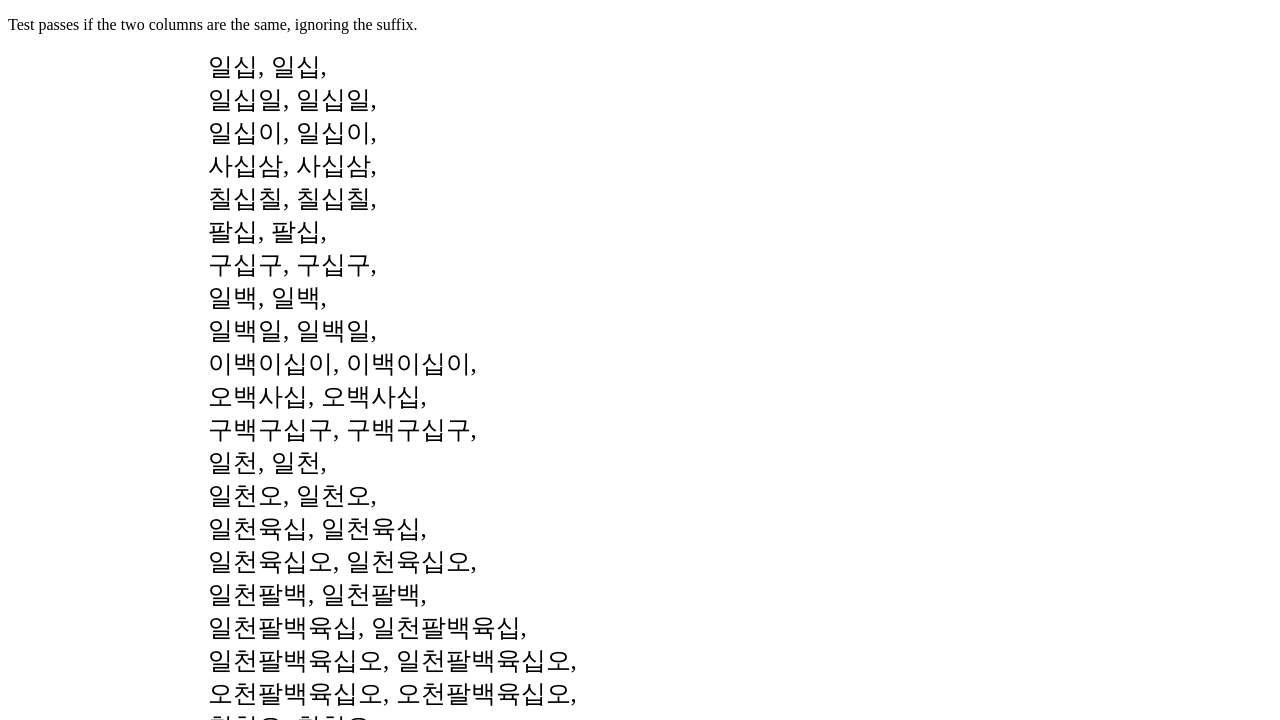 Test passes if the two columns are the same, ignoring the suffix.
일십, 일십,
일십일, 일십일,
일십이, 일십이,
사십삼, 사십삼,
칠십칠, 칠십칠,
팔십, 팔십,
구십구, 구십구,
일백, 일백,
일백일, 일백일,
이백이십이, 이백이십이,
오백사십, 오백사십,
구백구십구, 구백구십구,
일천, 일천,
일천오, 일천오,
일천육십, 일천육십,
일천육십오, 일천육십오,
일천팔백, 일천팔백,
일천팔백육십, 일천팔백육십,
일천팔백육십오, 일천팔백육십오,
오천팔백육십오, 오천팔백육십오,